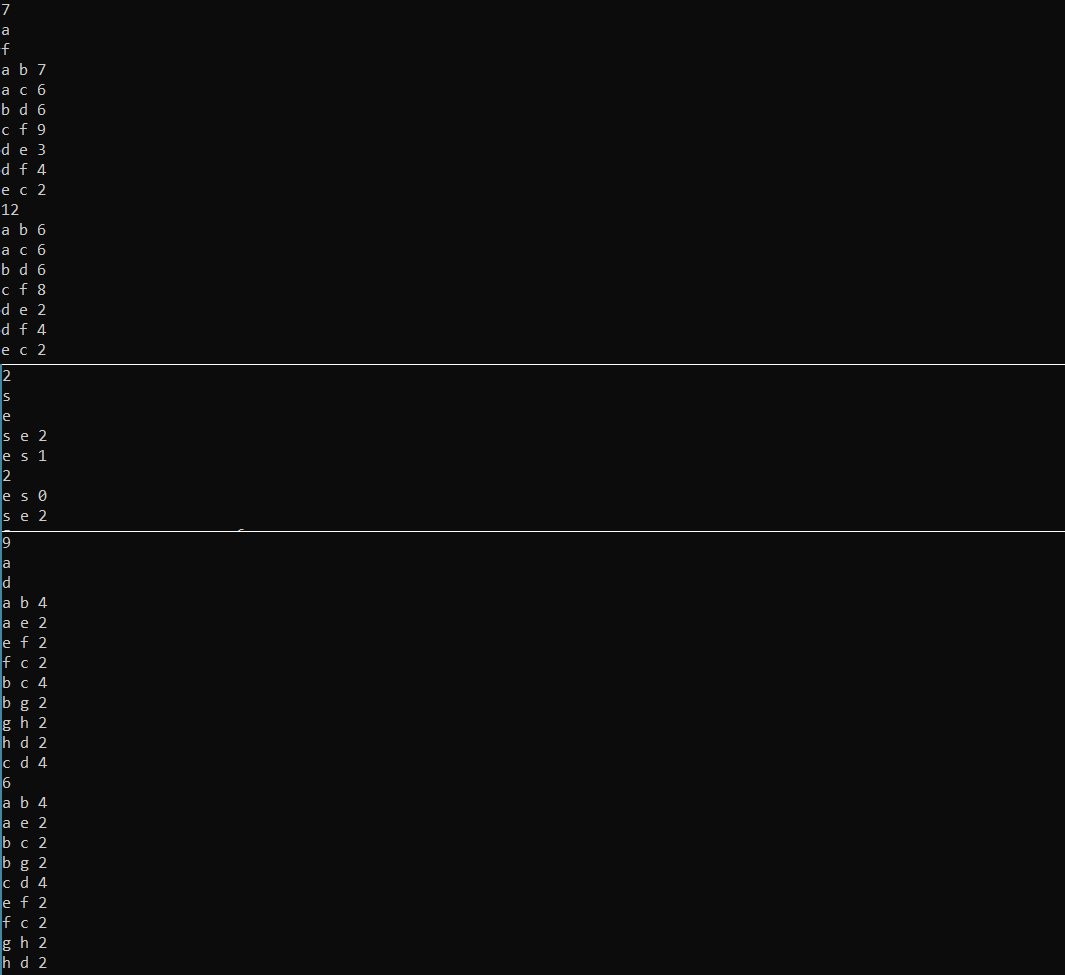 7
a
f
a b 7
a c 6
b d 6
c f 9
d e 3
d f 4
e c 2
12
a b 6
a c 6
b d 6
c f 8
d e 2
d f 4
e c 2
2
s
e
s e 2
e s 1
2
e s 0
s e 2
9
a
d
a b 4
a e 2
e f 2
f c 2
b c 4
b g 2
g h 2
h d 2
c d 4
6
a b 4
a e 2
b c 2
b g 2
c d 4
e f 2
f c 2
g h 2
h d 2